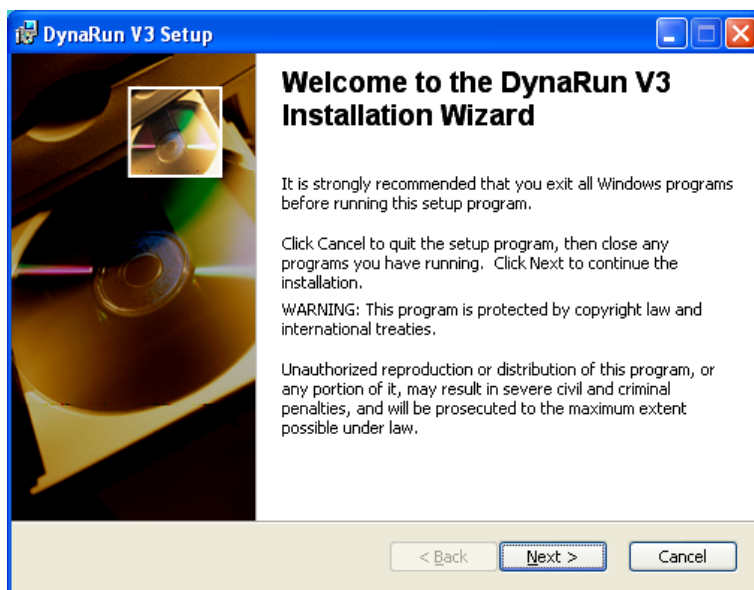 DynaRun V3 Setup
Welcome to the DynaRun V3
Installation Wizard
It is strongly recommended that you exit all Windows programs
before running this setup program.
Click Cancel to quit the setup program, then close any
programs you have running.  Click Next to continue the
installation.
WARNING: This program is protected by copyright law and
international treaties.
Unauthorized reproduction or distribution of this program, or
any portion of it, may result in severe civil and criminal
penalties, and will be prosecuted to the maximum extent
possible under law.
< Back
Next >
Cancel